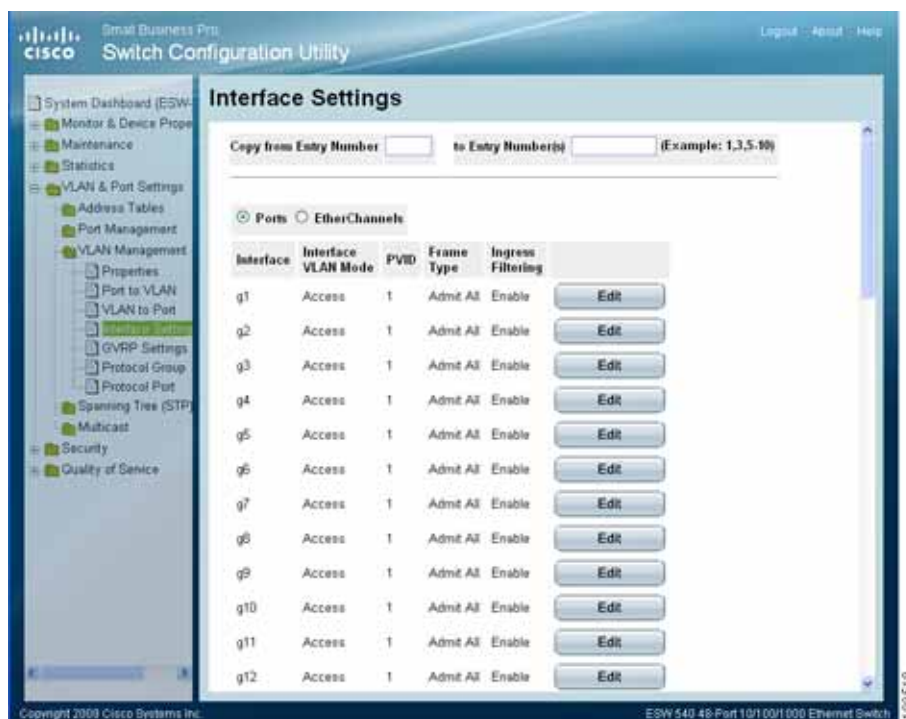 Small Business Pro
cisco Switch Configuration Utility
Logout About Help
System Dashboard (ESW-
Monitor & Device Prope
Maintenance
Statistics
VLAN & Port Settings
Address Tables
Port Management
VLAN Management
Properties
Port to VLAN
VLAN to Port
Interface Setting
GVRP Settings
Protocol Group
Protocol Port
Spanning Tree (STP)
Multicast
Security
Quality of Service
Interface Settings
Copy from Entry Number to Entry Number(s) (Example: 1,3,5-10)
Ports EtherChannels
Interface Interface VLAN Mode PVID Frame Type Ingress Filtering
g1 Access 1 Admit All Enable Edit
g2 Access 1 Admit All Enable Edit
g3 Access 1 Admit All Enable Edit
g4 Access 1 Admit All Enable Edit
g5 Access 1 Admit All Enable Edit
g6 Access 1 Admit All Enable Edit
g7 Access 1 Admit All Enable Edit
g8 Access 1 Admit All Enable Edit
g9 Access 1 Admit All Enable Edit
g10 Access 1 Admit All Enable Edit
g11 Access 1 Admit All Enable Edit
g12 Access 1 Admit All Enable Edit
Copyright 2009 Cisco Systems Inc.
ESW 540 48-Port 10/100/1000 Ethernet Switch